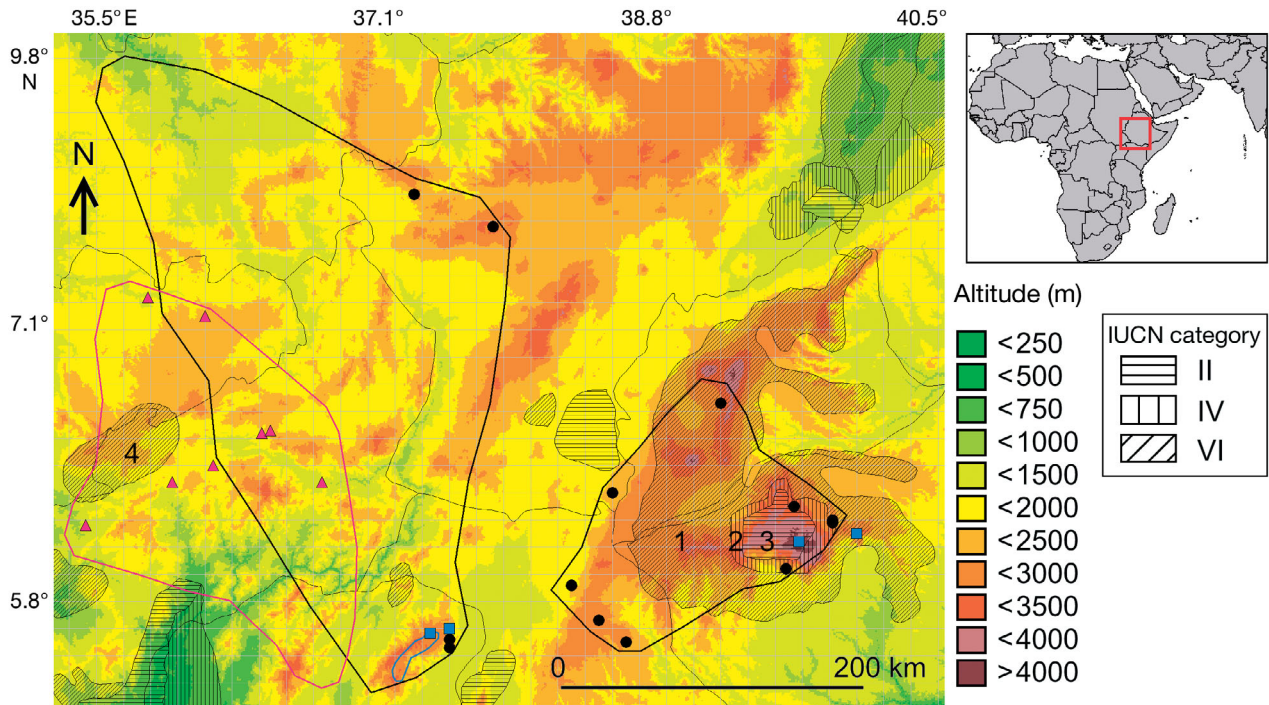 35.5° E 37.1° 38.8° 40.5°
9.8°
N
N
7.1°
5.8°
4
1 2 3
0 200 km
Altitude (m)
<250
<500
<750
<1000
<1500
<2000
<2500
<3000
<3500
<4000
>4000
IUCN category
II
IV
VI